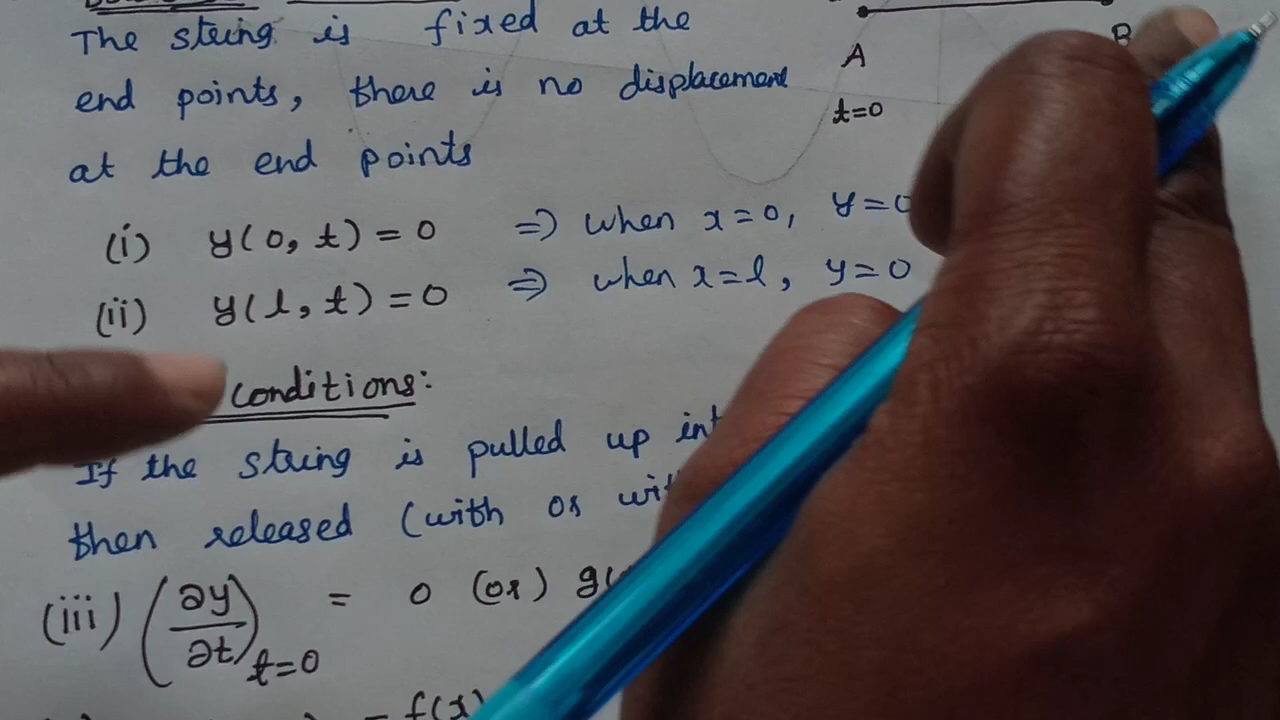 The string is fixed at the
end points, there is no displacement
at the end points
A
B
t=0
(i) y(0, t) = 0 ⇒ when x=0, y=0
(ii) y(l, t) = 0 ⇒ when x=l, y=0
conditions:
If the string is pulled up
then released (with or
(iii) (∂y/∂t)t=0 = 0 (or) g(
= f(x)